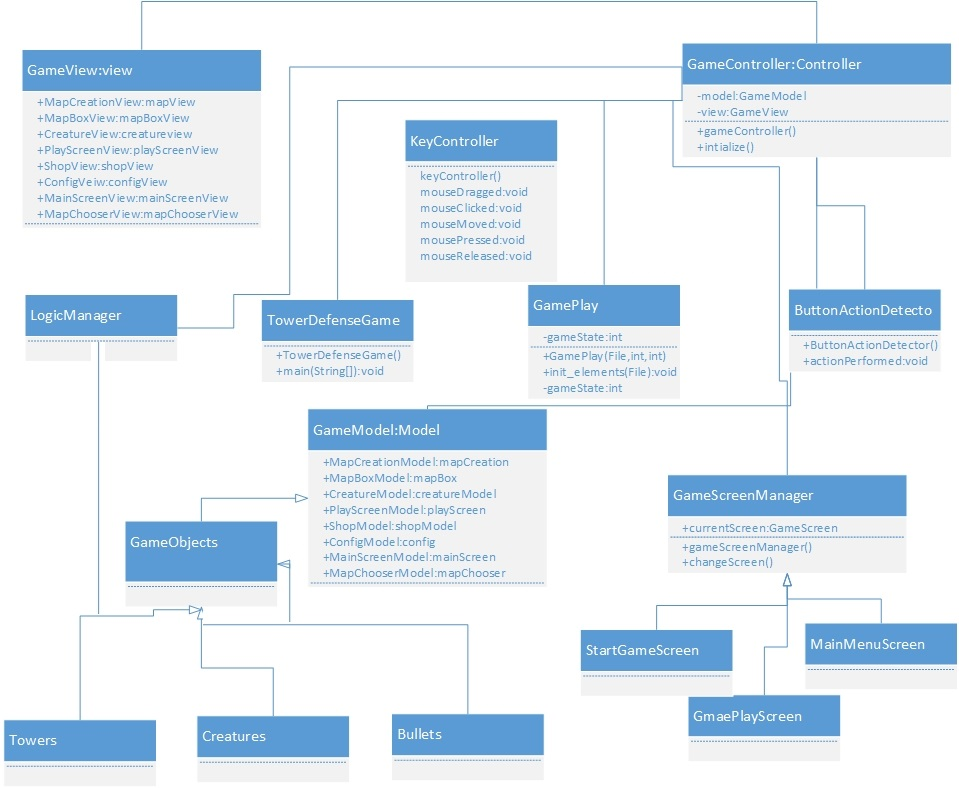 GameView:view
+MapCreationView:mapView
+MapBoxView:mapBoxView
+CreatureView:creatureview
+PlayScreenView:playScreenView
+ShopView:shopView
+ConfigVeiw:configView
+MainScreenView:mainScreenView
+MapChooserView:mapChooserView
GameController:Controller
-model:GameModel
-view:GameView
+gameController()
+intialize()
KeyController
keyController()
mouseDragged:void
mouseClicked:void
mouseMoved:void
mousePressed:void
mouseReleased:void
LogicManager
TowerDefenseGame
+TowerDefenseGame()
+main(String[]):void
GamePlay
-gameState:int
+GamePlay(File,int,int)
+init_elements(File):void
-gameState:int
ButtonActionDetecto
+ButtonActionDetector()
+actionPerformed:void
GameModel:Model
+MapCreationModel:mapCreation
+MapBoxModel:mapBox
+CreatureModel:creatureModel
+PlayScreenModel:playScreen
+ShopModel:shopModel
+ConfigModel:config
+MainScreenModel:mainScreen
+MapChooserModel:mapChooser
GameScreenManager
+currentScreen:GameScreen
+gameScreenManager()
+changeScreen()
GameObjects
StartGameScreen
MainMenuScreen
GmaePlayScreen
Towers
Creatures
Bullets